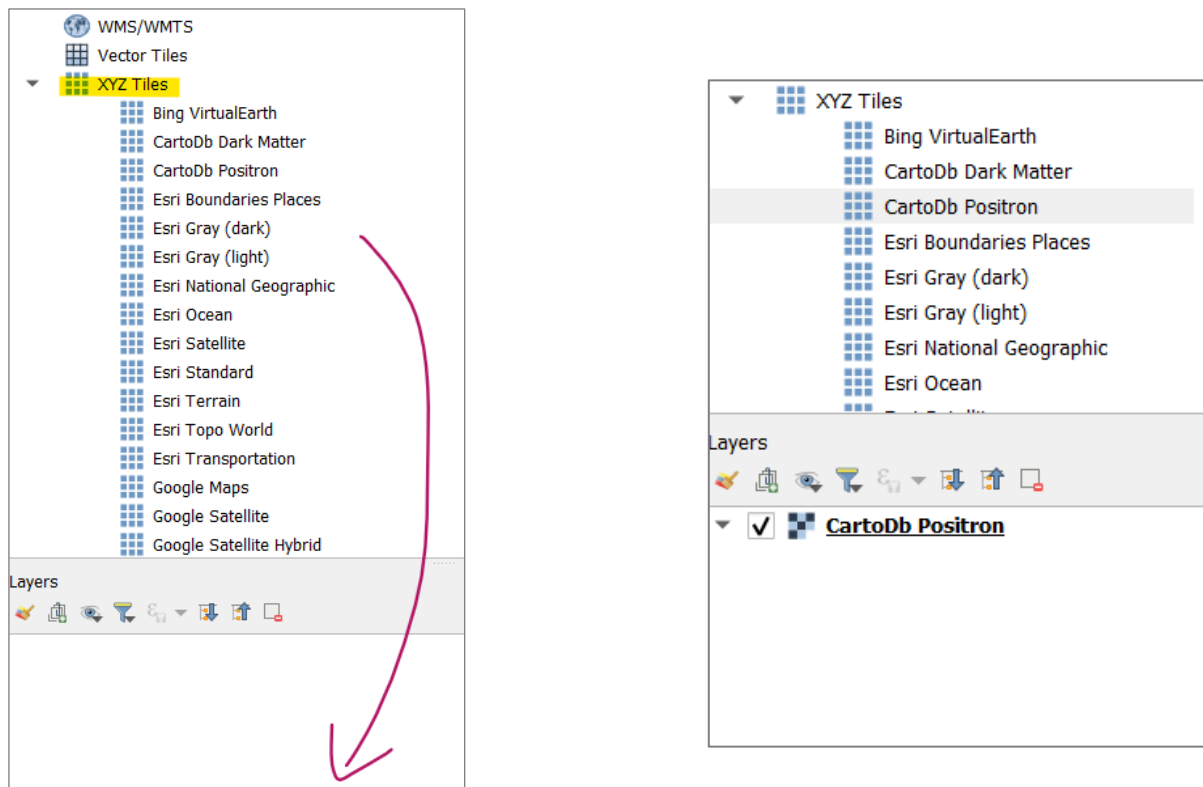 WMS/WMTS
Vector Tiles
XYZ Tiles
Bing VirtualEarth
CartoDb Dark Matter
CartoDb Positron
Esri Boundaries Places
Esri Gray (dark)
Esri Gray (light)
Esri National Geographic
Esri Ocean
Esri Satellite
Esri Standard
Esri Terrain
Esri Topo World
Esri Transportation
Google Maps
Google Satellite
Google Satellite Hybrid
Layers
XYZ Tiles
Bing VirtualEarth
CartoDb Dark Matter
CartoDb Positron
Esri Boundaries Places
Esri Gray (dark)
Esri Gray (light)
Esri National Geographic
Esri Ocean
Layers
CartoDb Positron